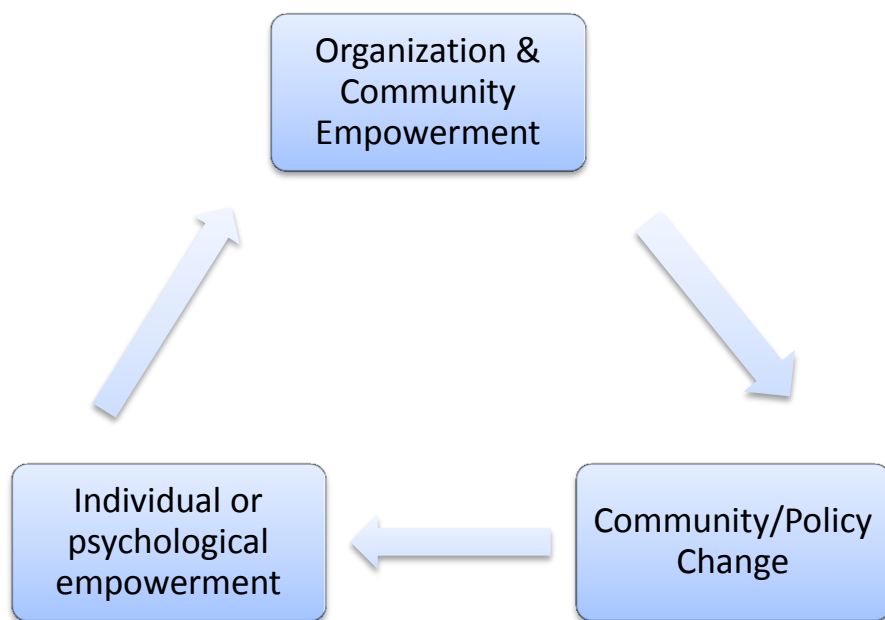 Organization &
Community
Empowerment
Individual or
psychological
empowerment
Community/Policy
Change